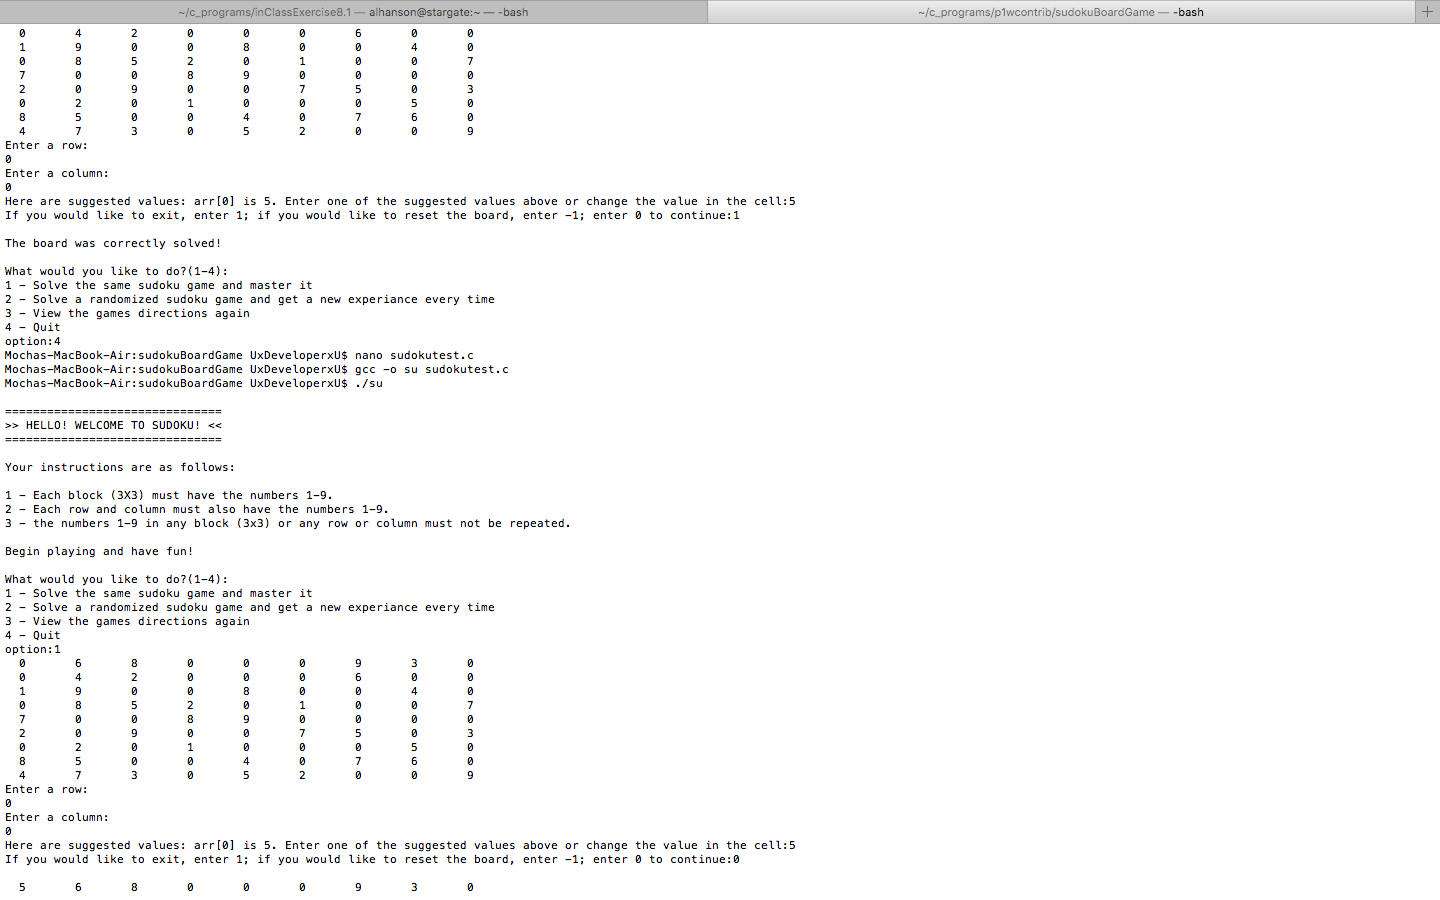 ~/c_programs/inClassExercise8.1 — alhanson@stargate:~ — -bash
~/c_programs/p1wcontrib/sudokuBoardGame — -bash
+
0 4 2 0 0 0 6 0 0
1 9 0 0 8 0 0 4 0
0 8 5 2 0 1 0 0 7
7 0 0 8 9 0 0 0 0
2 0 9 0 0 7 5 0 3
0 2 0 1 0 0 0 5 0
8 5 0 0 4 0 7 6 0
4 7 3 0 5 2 0 0 9
Enter a row:
0
Enter a column:
0
Here are suggested values: arr[0] is 5. Enter one of the suggested values above or change the value in the cell:5
If you would like to exit, enter 1; if you would like to reset the board, enter -1; enter 0 to continue:1
The board was correctly solved!
What would you like to do?(1-4):
1 - Solve the same sudoku game and master it
2 - Solve a randomized sudoku game and get a new experiance every time
3 - View the games directions again
4 - Quit
option:4
Mochas-MacBook-Air:sudokuBoardGame UxDeveloperxU$ nano sudokutest.c
Mochas-MacBook-Air:sudokuBoardGame UxDeveloperxU$ gcc -o su sudokutest.c
Mochas-MacBook-Air:sudokuBoardGame UxDeveloperxU$ ./su
===============================
>> HELLO! WELCOME TO SUDOKU! <<
===============================
Your instructions are as follows:
1 - Each block (3X3) must have the numbers 1-9.
2 - Each row and column must also have the numbers 1-9.
3 - the numbers 1-9 in any block (3x3) or any row or column must not be repeated.
Begin playing and have fun!
What would you like to do?(1-4):
1 - Solve the same sudoku game and master it
2 - Solve a randomized sudoku game and get a new experiance every time
3 - View the games directions again
4 - Quit
option:1
0 6 8 0 0 0 9 3 0
0 4 2 0 0 0 6 0 0
1 9 0 0 8 0 0 4 0
0 8 5 2 0 1 0 0 7
7 0 0 8 9 0 0 0 0
2 0 9 0 0 7 5 0 3
0 2 0 1 0 0 0 5 0
8 5 0 0 4 0 7 6 0
4 7 3 0 5 2 0 0 9
Enter a row:
0
Enter a column:
0
Here are suggested values: arr[0] is 5. Enter one of the suggested values above or change the value in the cell:5
If you would like to exit, enter 1; if you would like to reset the board, enter -1; enter 0 to continue:0
5 6 8 0 0 0 9 3 0